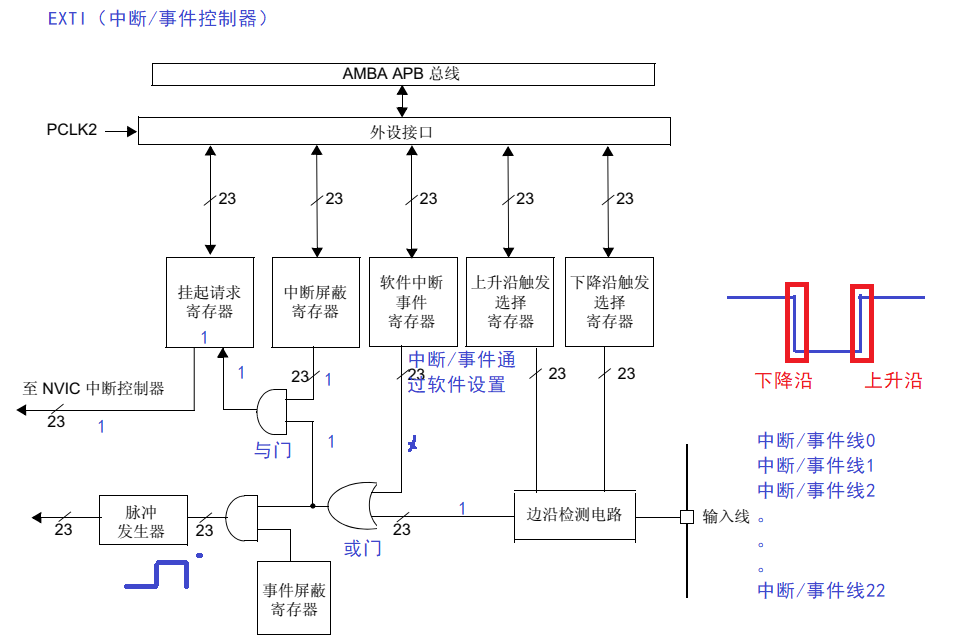 EXTI（中断/事件控制器）
AMBA APB 总线
PCLK2
外设接口
23
23
23
23
23
挂起请求
寄存器
1
中断屏蔽
寄存器
软件中断
事件
寄存器
上升沿触发
选择
寄存器
下降沿触发
选择
寄存器
下降沿
上升沿
中断/事件通
过软件设置
1
23
1
23
23
23
至 NVIC 中断控制器
23
1
与门
1
中断/事件线0
中断/事件线1
中断/事件线2
。
。
。
中断/事件线22
1
边沿检测电路
输入线
23
脉冲
发生器
23
23
或门
事件屏蔽
寄存器